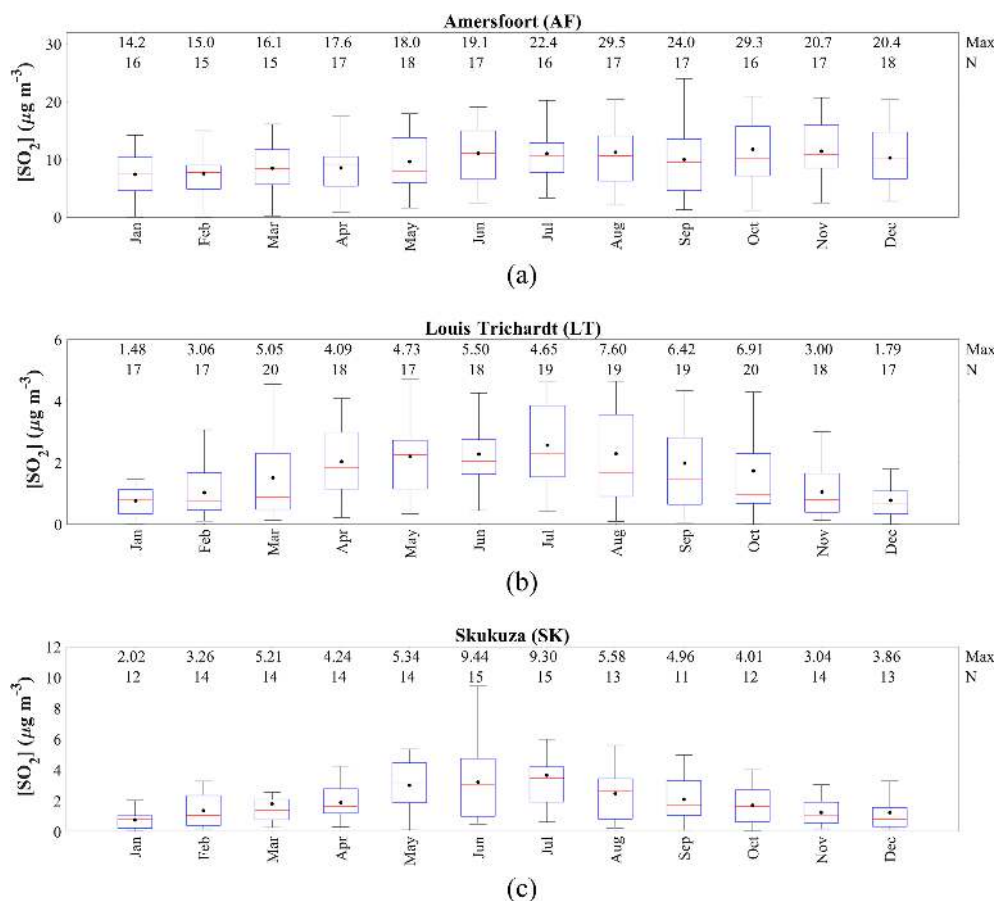 Amersfoort (AF)
30 14.2 15.0 16.1 17.6 18.0 19.1 22.4 29.5 24.0 29.3 20.7 20.4 Max
16 15 15 17 18 17 16 17 17 16 17 18 N
20
10
0
[SO₂] (µg m⁻³)
Jan Feb Mar Apr May Jun Jul Aug Sep Oct Nov Dec
(a)
Louis Trichardt (LT)
6
1.48 3.06 5.05 4.09 4.73 5.50 4.65 7.60 6.42 6.91 3.00 1.79 Max
17 17 20 18 17 18 19 19 19 20 18 17 N
4
2
0
[SO₂] (µg m⁻³)
Jan Feb Mar Apr May Jun Jul Aug Sep Oct Nov Dec
(b)
Skukuza (SK)
12
2.02 3.26 5.21 4.24 5.34 9.44 9.30 5.58 4.96 4.01 3.04 3.86 Max
10 12 14 14 14 14 15 15 13 11 12 14 13 N
8
6
4
2
0
[SO₂] (µg m⁻³)
Jan Feb Mar Apr May Jun Jul Aug Sep Oct Nov Dec
(c)